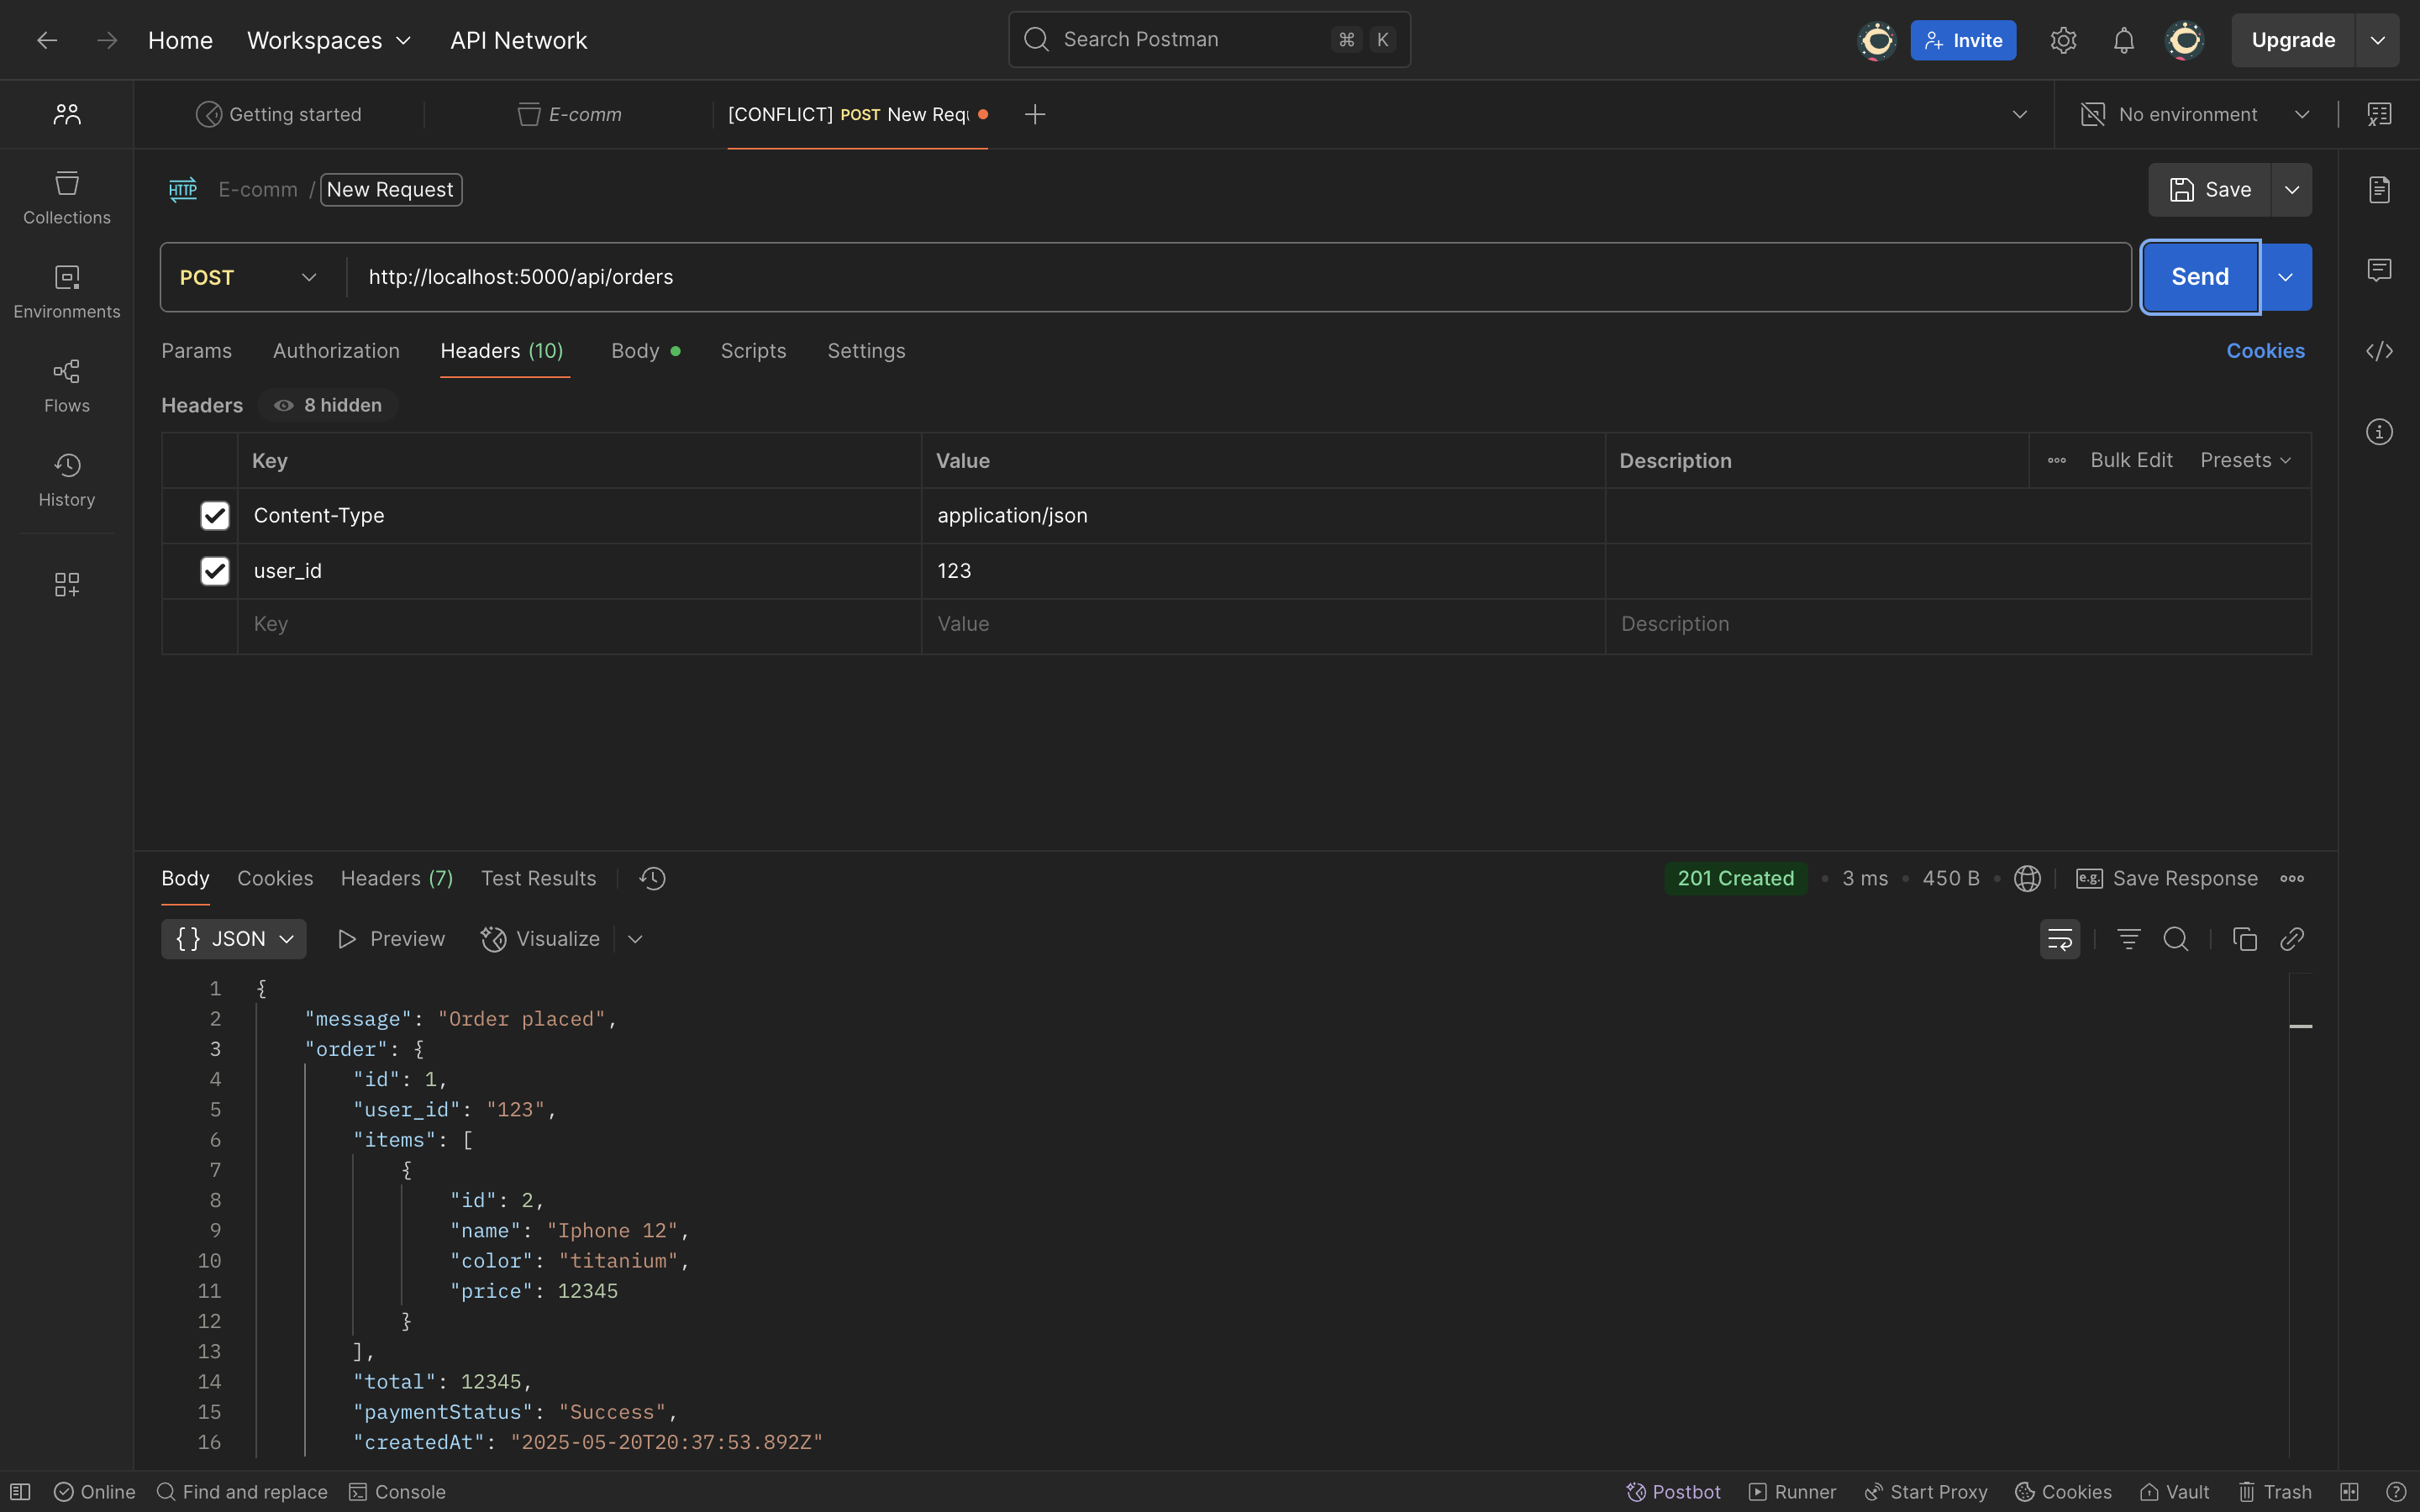 Home Workspaces API Network Search Postman ⌘ K Invite Upgrade
Getting started E-comm [CONFLICT] POST New Requ No environment
E-comm / New Request Save
POST http://localhost:5000/api/orders Send
Params Authorization Headers (10) Body Scripts Settings Cookies
Headers 8 hidden
Key Value Description Bulk Edit Presets
Content-Type application/json
user_id 123
Key Value Description
Collections
Environments
Flows
History
Body Cookies Headers (7) Test Results 201 Created 3 ms 450 B e.g. Save Response
{} JSON Preview Visualize
1 {
2 "message": "Order placed",
3 "order": {
4 "id": 1,
5 "user_id": "123",
6 "items": [
7 {
8 "id": 2,
9 "name": "Iphone 12",
10 "color": "titanium",
11 "price": 12345
12 }
13 ],
14 "total": 12345,
15 "paymentStatus": "Success",
16 "createdAt": "2025-05-20T20:37:53.892Z"
Online Find and replace Console Postbot Runner Start Proxy Cookies Vault Trash